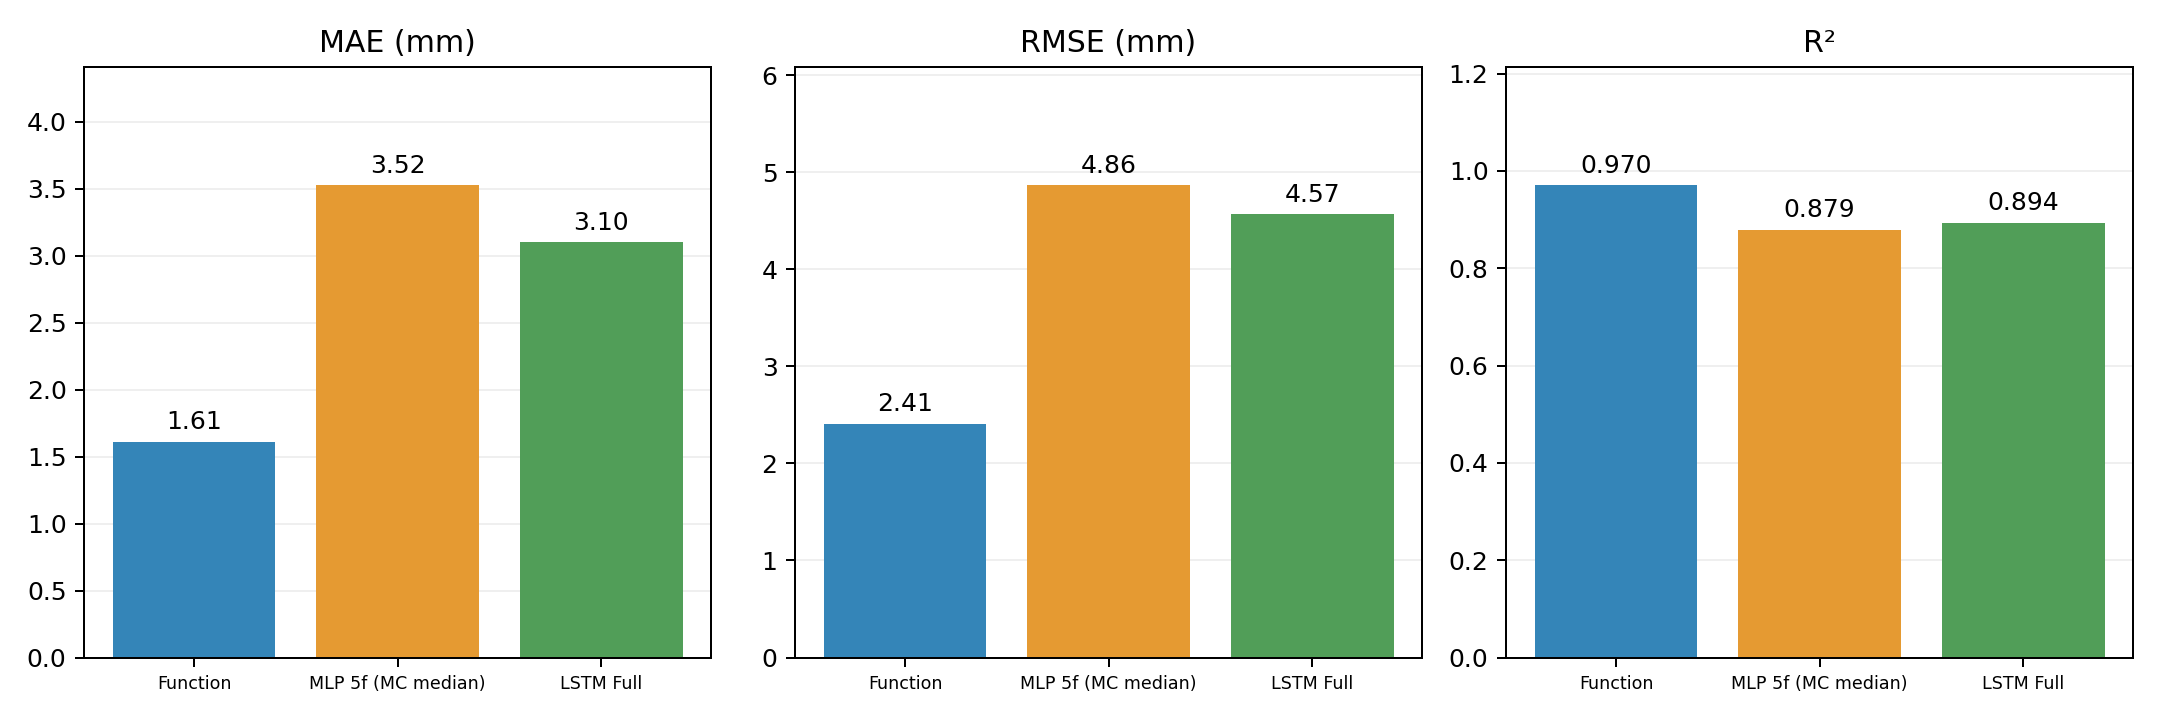 MAE (mm)
4.0
3.5
3.0
2.5
2.0
1.5
1.0
0.5
0.0
1.61
3.52
3.10
Function
MLP 5f (MC median)
LSTM Full
RMSE (mm)
6
5
4
3
2
1
0
2.41
4.86
4.57
Function
MLP 5f (MC median)
LSTM Full
R²
1.2
1.0
0.8
0.6
0.4
0.2
0.0
0.970
0.879
0.894
Function
MLP 5f (MC median)
LSTM Full